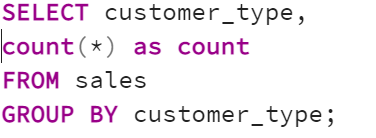 SELECT customer_type,
count(*) as count
FROM sales
GROUP BY customer_type;